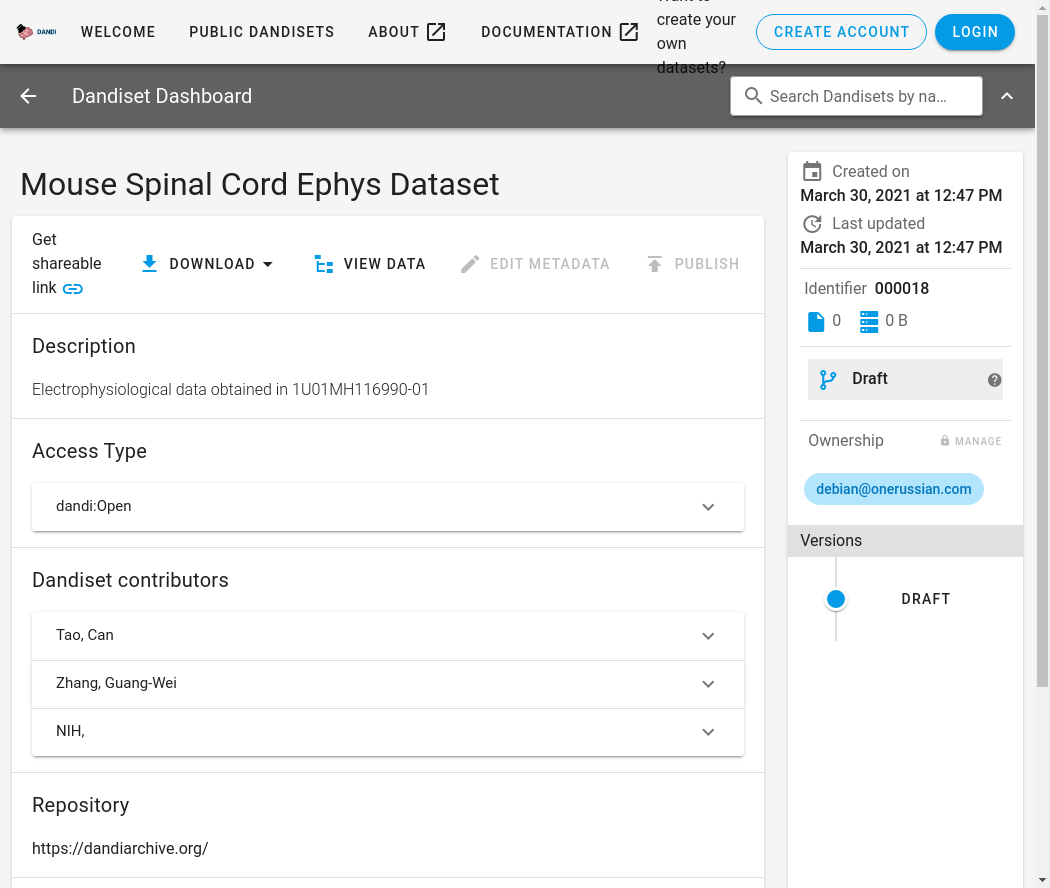 DANDI
WELCOME
PUBLIC DANDISETS
ABOUT
DOCUMENTATION
create your
own
datasets?
CREATE ACCOUNT
LOGIN
Dandiset Dashboard
Search Dandisets by na…
Mouse Spinal Cord Ephys Dataset
Get
shareable
link
DOWNLOAD
VIEW DATA
EDIT METADATA
PUBLISH
Description
Electrophysiological data obtained in 1U01MH116990-01
Access Type
dandi:Open
Dandiset contributors
Tao, Can
Zhang, Guang-Wei
NIH,
Repository
https://dandiarchive.org/
Created on
March 30, 2021 at 12:47 PM
Last updated
March 30, 2021 at 12:47 PM
Identifier 000018
0 0 B
Draft
Ownership
MANAGE
debian@onerussian.com
Versions
DRAFT